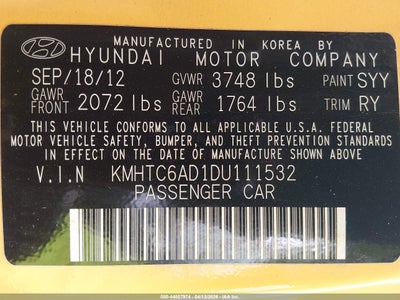 MANUFACTURED IN KOREA BY
HYUNDAI MOTOR COMPANY
SEP/18/12 GVWR 3748 lbs PAINT SYY
GAWR FRONT 2072 lbs GAWR REAR 1764 lbs TRIM RY
THIS VEHICLE CONFORMS TO ALL APPLICABLE U.S.A. FEDERAL
MOTOR VEHICLE SAFETY, BUMPER, AND THEFT PREVENTION STANDARDS
IN EFFECT ON THE DATE OF MANUFACTURE SHOWN ABOVE.
V.I.N KMHTC6AD1DU111532
PASSENGER CAR